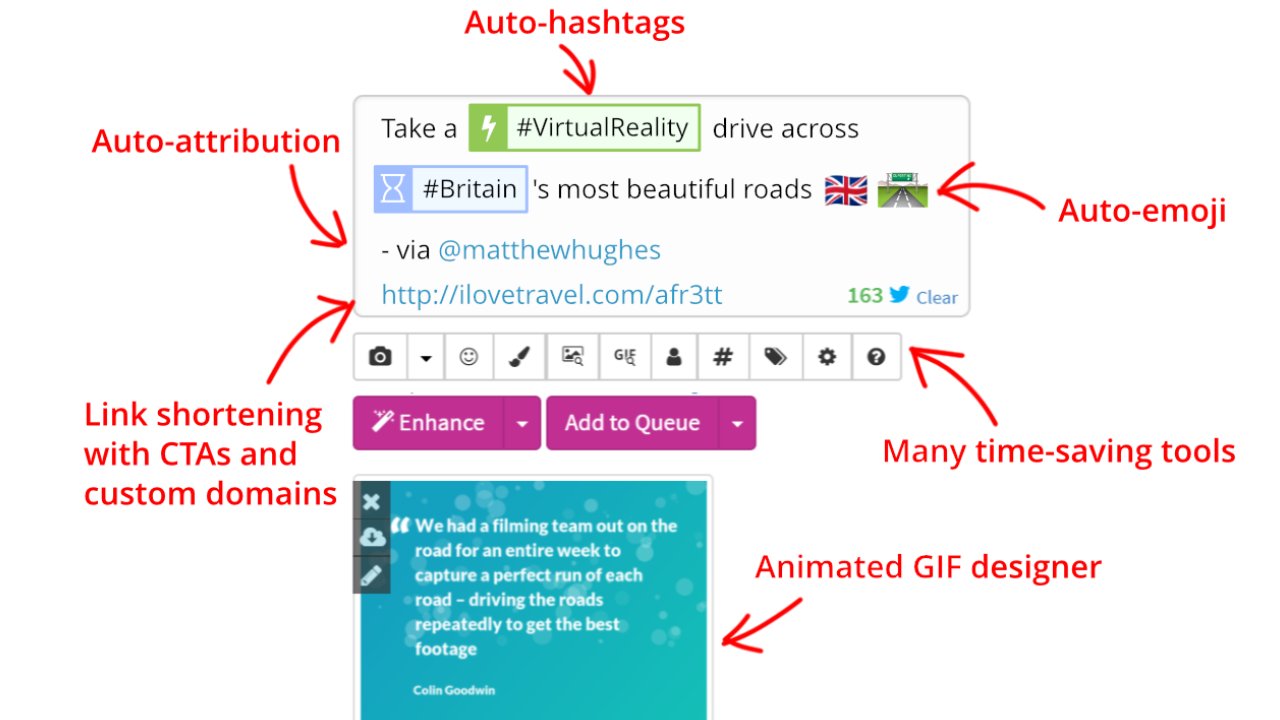 Auto-hashtags
Take a #VirtualReality drive across
Auto-attribution
#Britain 's most beautiful roads
Auto-emoji
- via @matthewhughes
http://ilovetravel.com/afr3tt
163 Clear
GIF
#
?
Link shortening
with CTAs and
custom domains
Enhance
Add to Queue
Many time-saving tools
“ We had a filming team out on the
road for an entire week to
capture a perfect run of each
road – driving the roads
repeatedly to get the best
footage
Colin Goodwin
Animated GIF designer